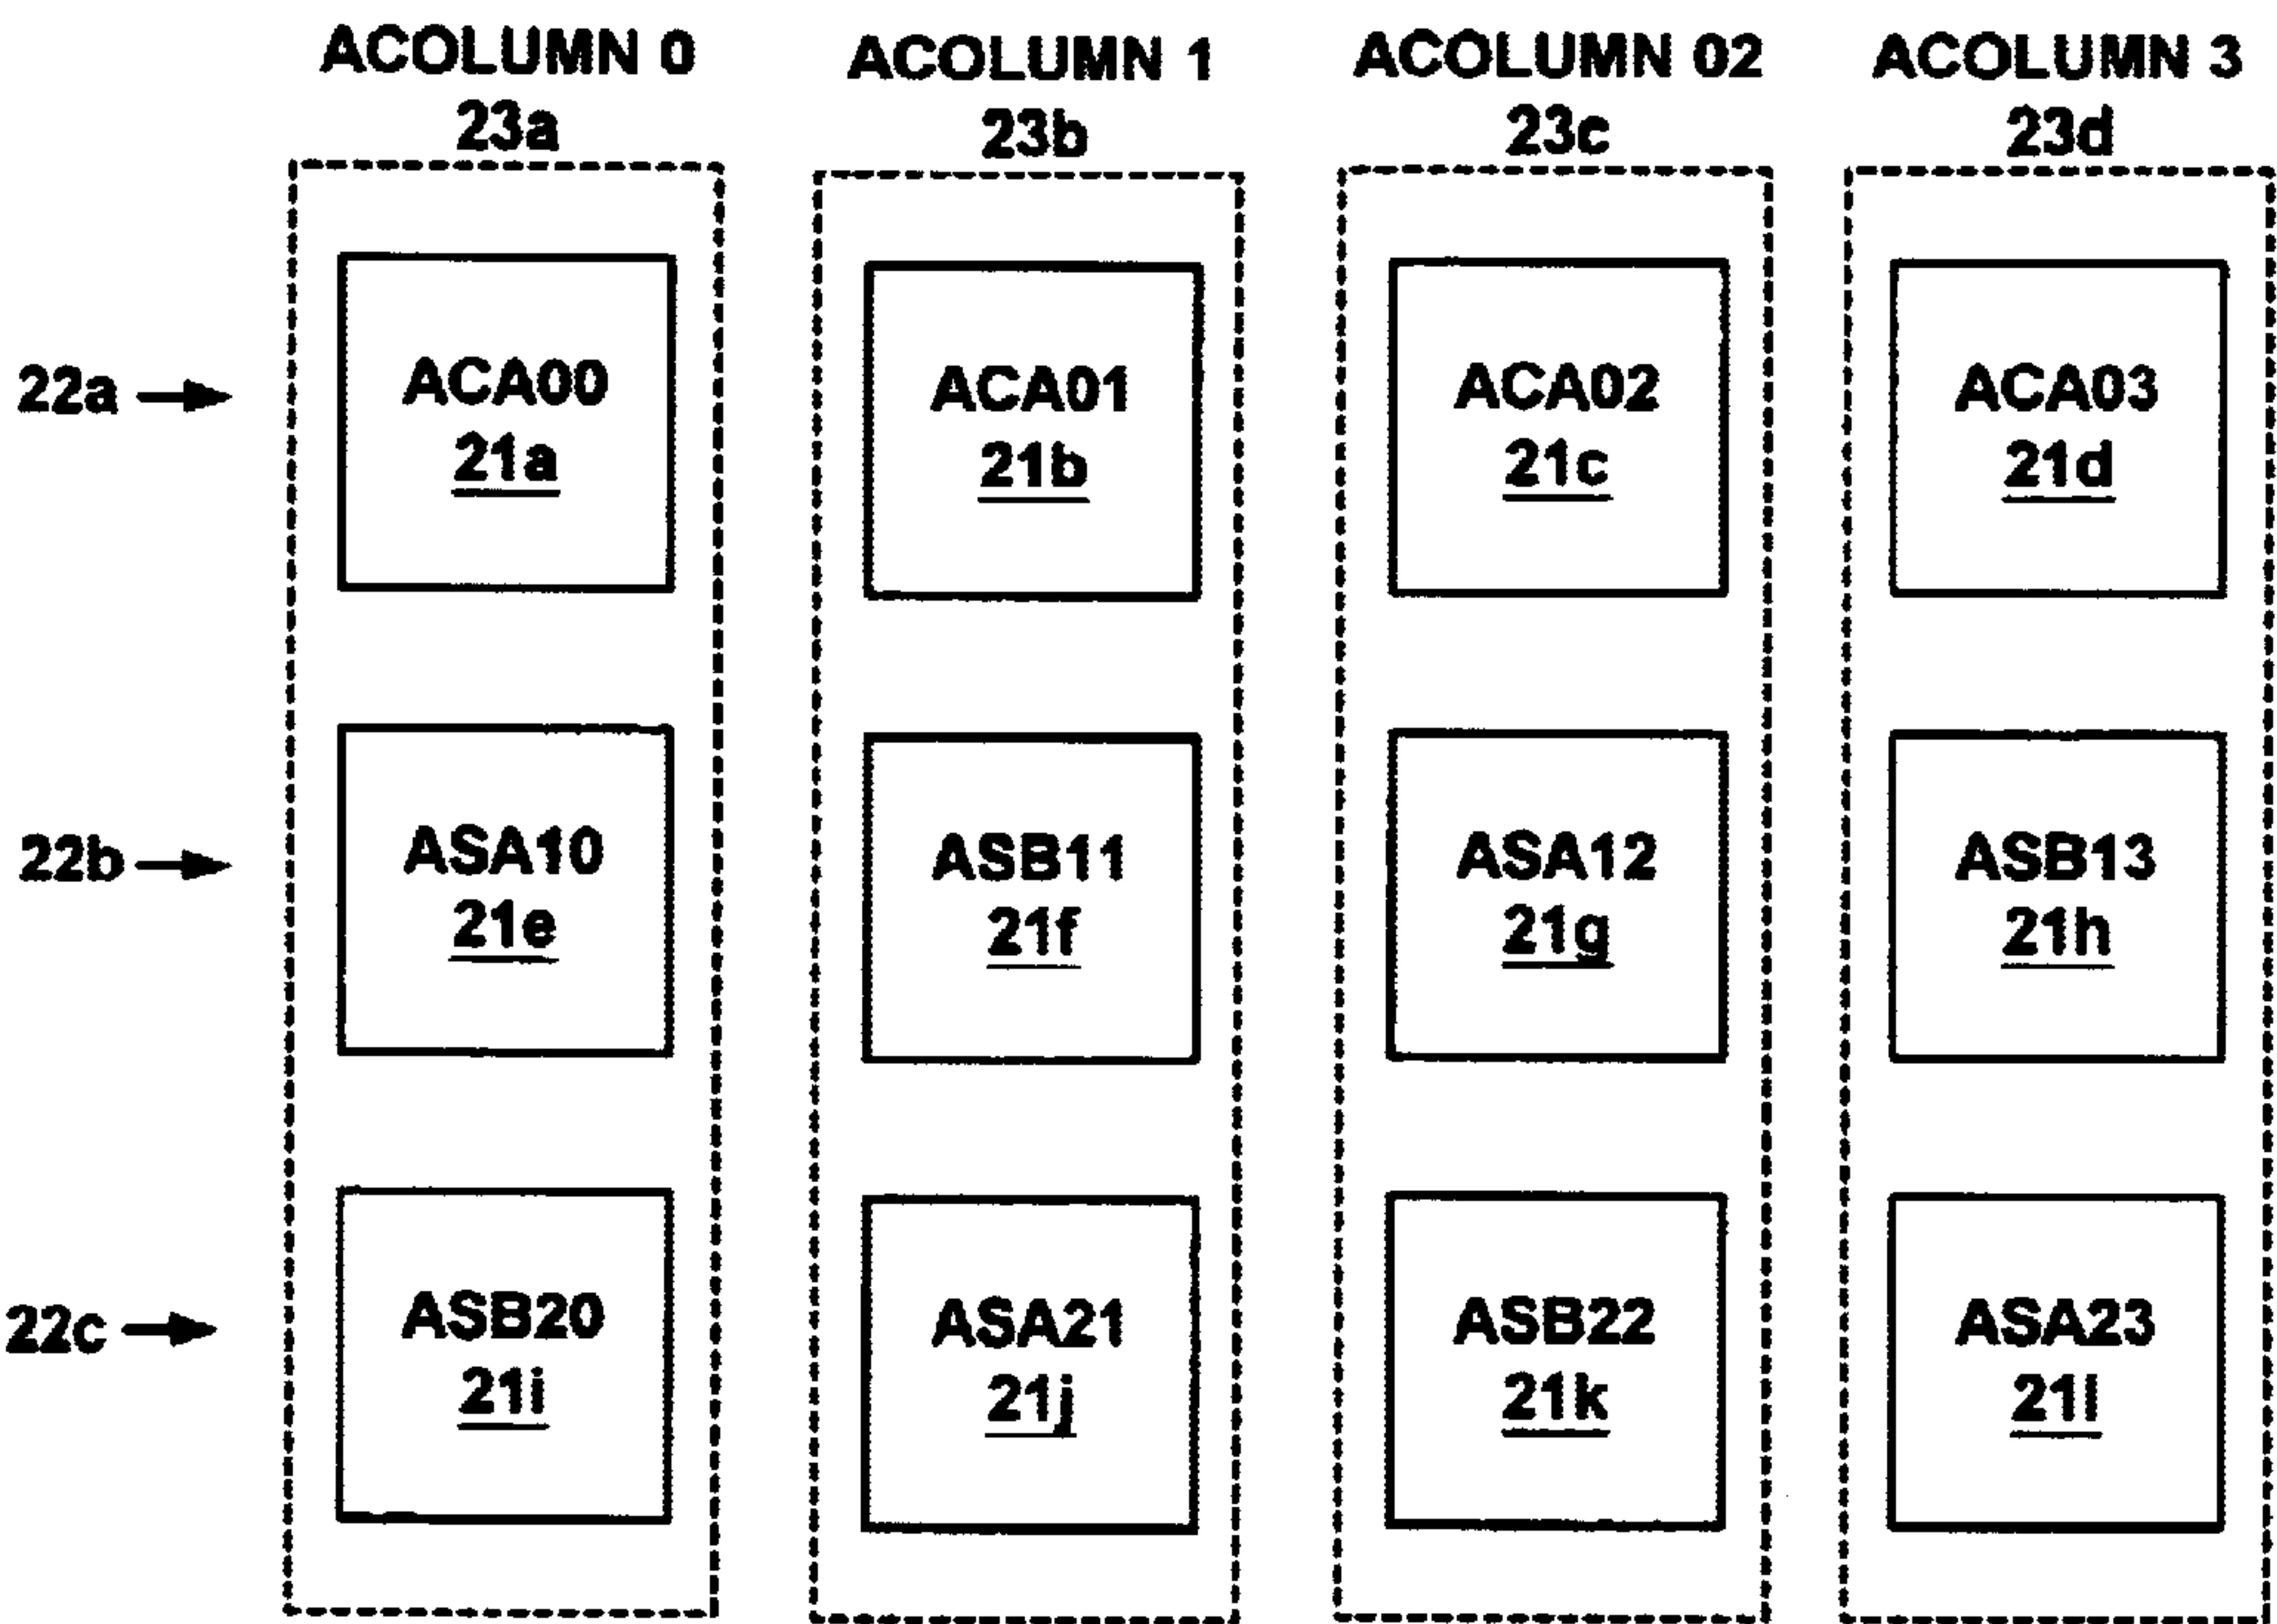 ACOLUMN 0 ACOLUMN 1 ACOLUMN 02 ACOLUMN 3
23a 23b 23c 23d
22a ACA00 ACA01 ACA02 ACA03
21a 21b 21c 21d
22b ASA10 ASB11 ASA12 ASB13
21e 21f 21g 21h
22c ASB20 ASA21 ASB22 ASA23
21i 21j 21k 21l